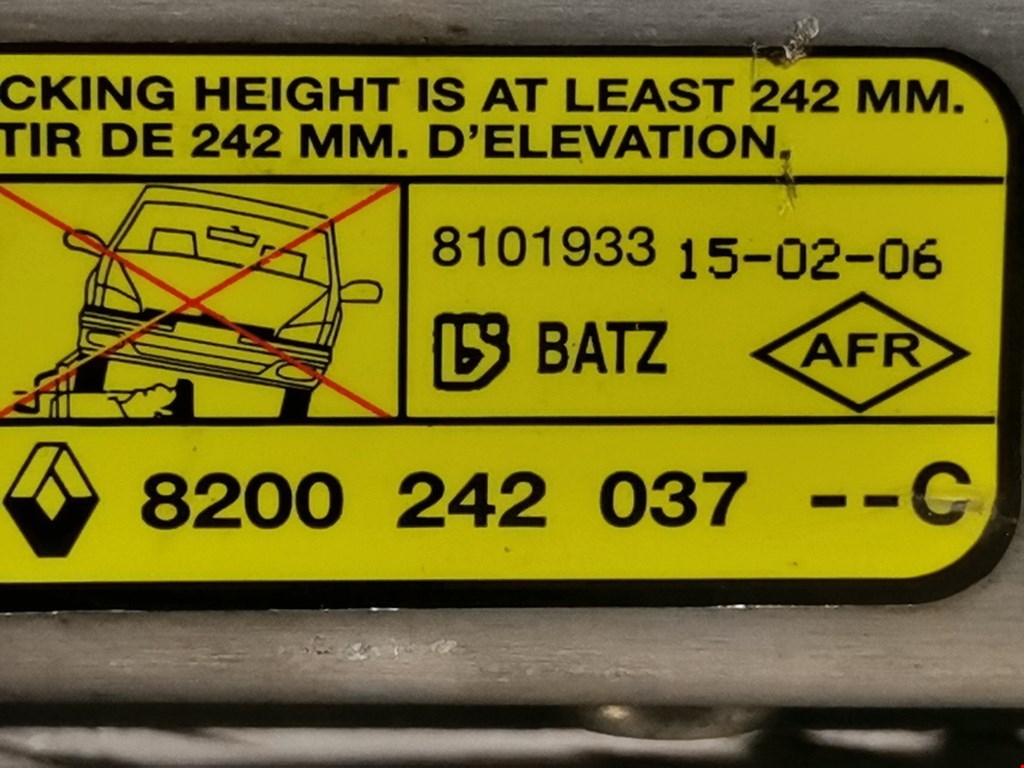 CKING HEIGHT IS AT LEAST 242 MM.
TIR DE 242 MM. D'ELEVATION.
8101933 15-02-06
BATZ AFR
8200 242 037 --C